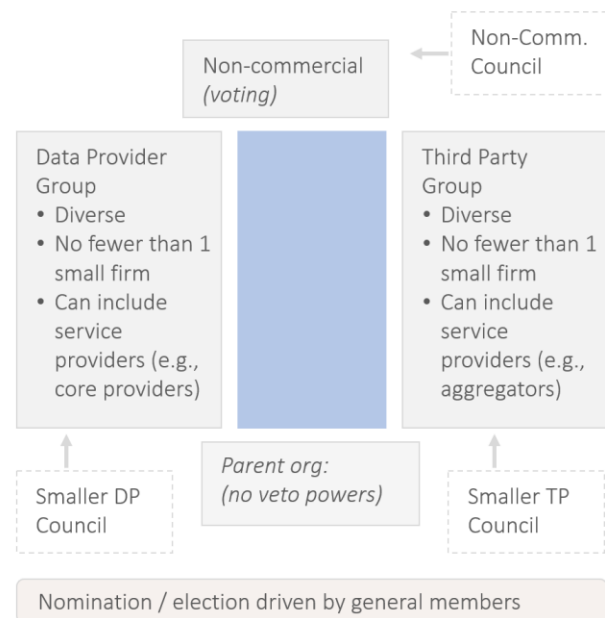 Non-Comm.
Council
Non-commercial
(voting)
Data Provider
Group
• Diverse
• No fewer than 1
small firm
• Can include
service
providers (e.g.,
core providers)
Third Party
Group
• Diverse
• No fewer than 1
small firm
• Can include
service
providers (e.g.,
aggregators)
Parent org:
(no veto powers)
Smaller DP
Council
Smaller TP
Council
Nomination / election driven by general members